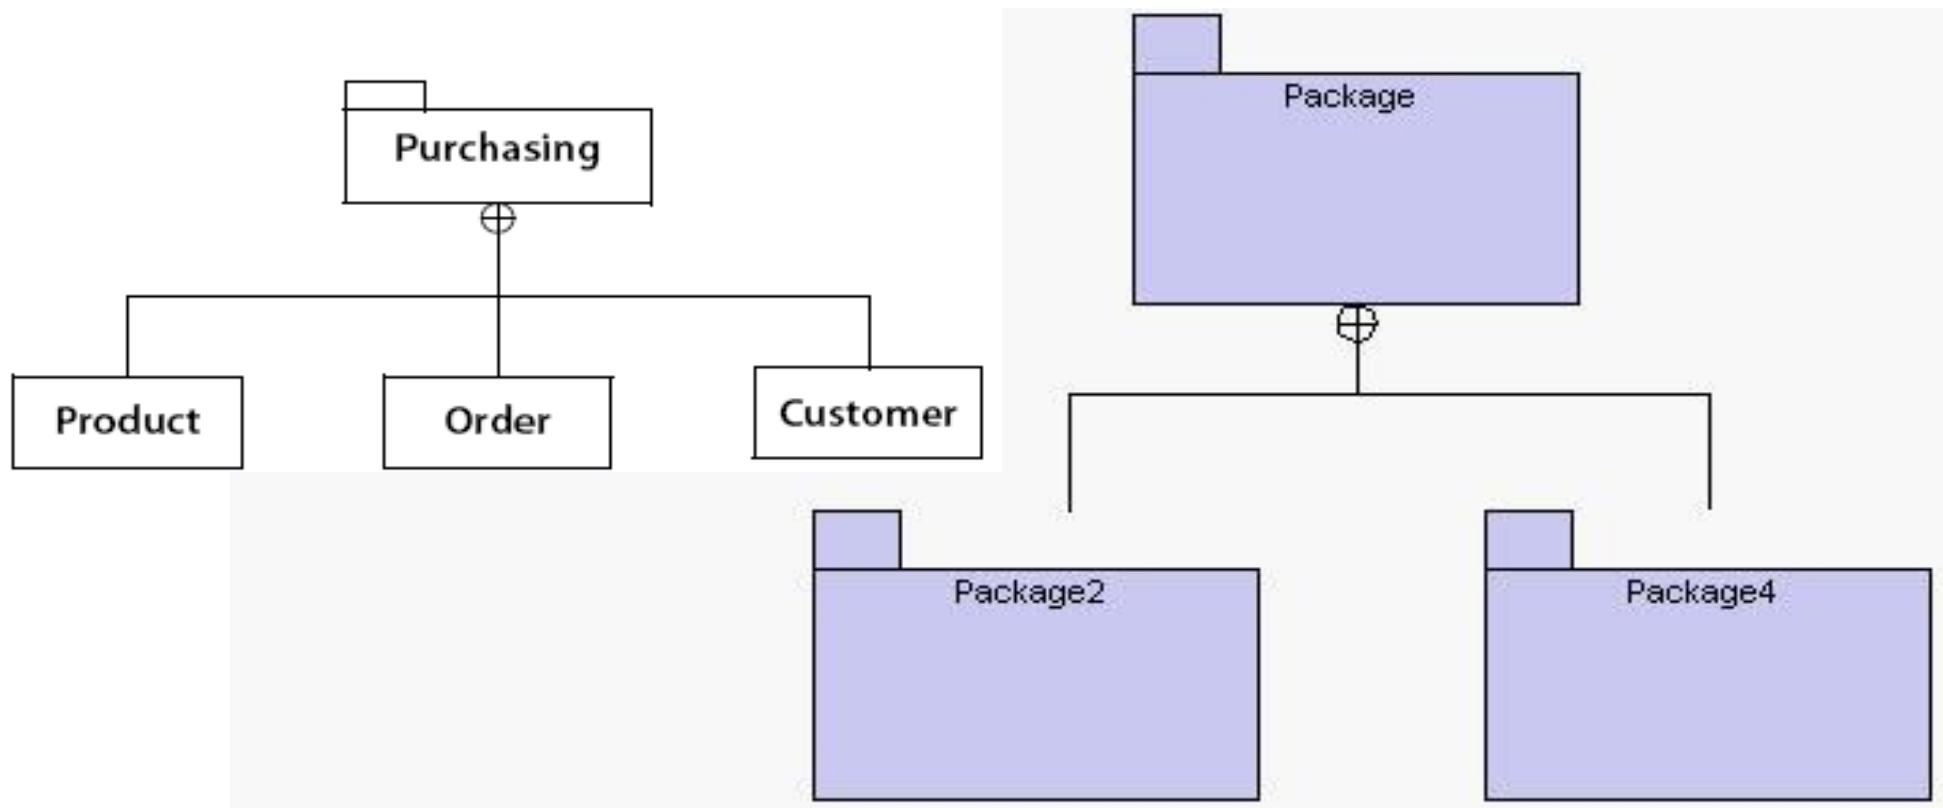 Purchasing
Product
Order
Customer
Package
Package2
Package4